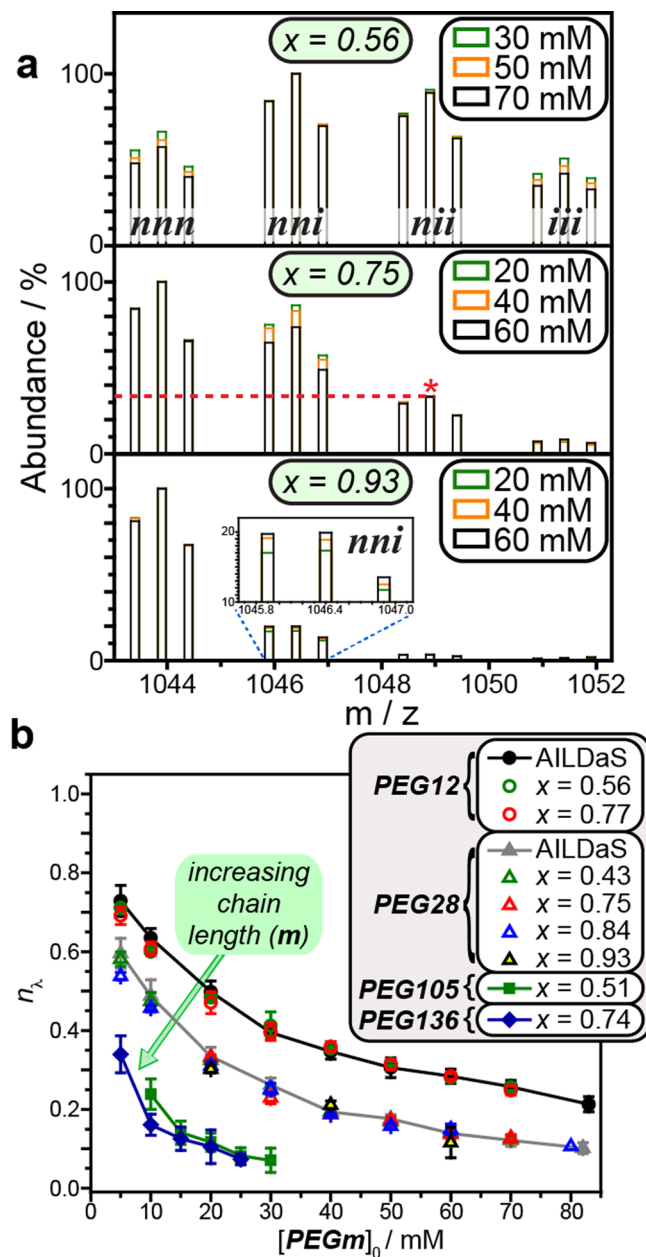 a
x = 0.56
30 mM
50 mM
70 mM
100
0
nnn
nni
nii
iii
x = 0.75
20 mM
40 mM
60 mM
100
0
*
Abundance / %
x = 0.93
20 mM
40 mM
60 mM
100
0
20
10
nni
1045.8
1046.4
1047.0
1044
1046
1048
1050
1052
m / z
b
PEG12
AILDaS
x = 0.56
x = 0.77
PEG28
AILDaS
x = 0.43
x = 0.75
x = 0.84
x = 0.93
PEG105
x = 0.51
PEG136
x = 0.74
increasing
chain
length (m)
1.0
0.8
0.6
0.4
0.2
0.0
nλ
0
10
20
30
40
50
60
70
80
[PEGm]0 / mM